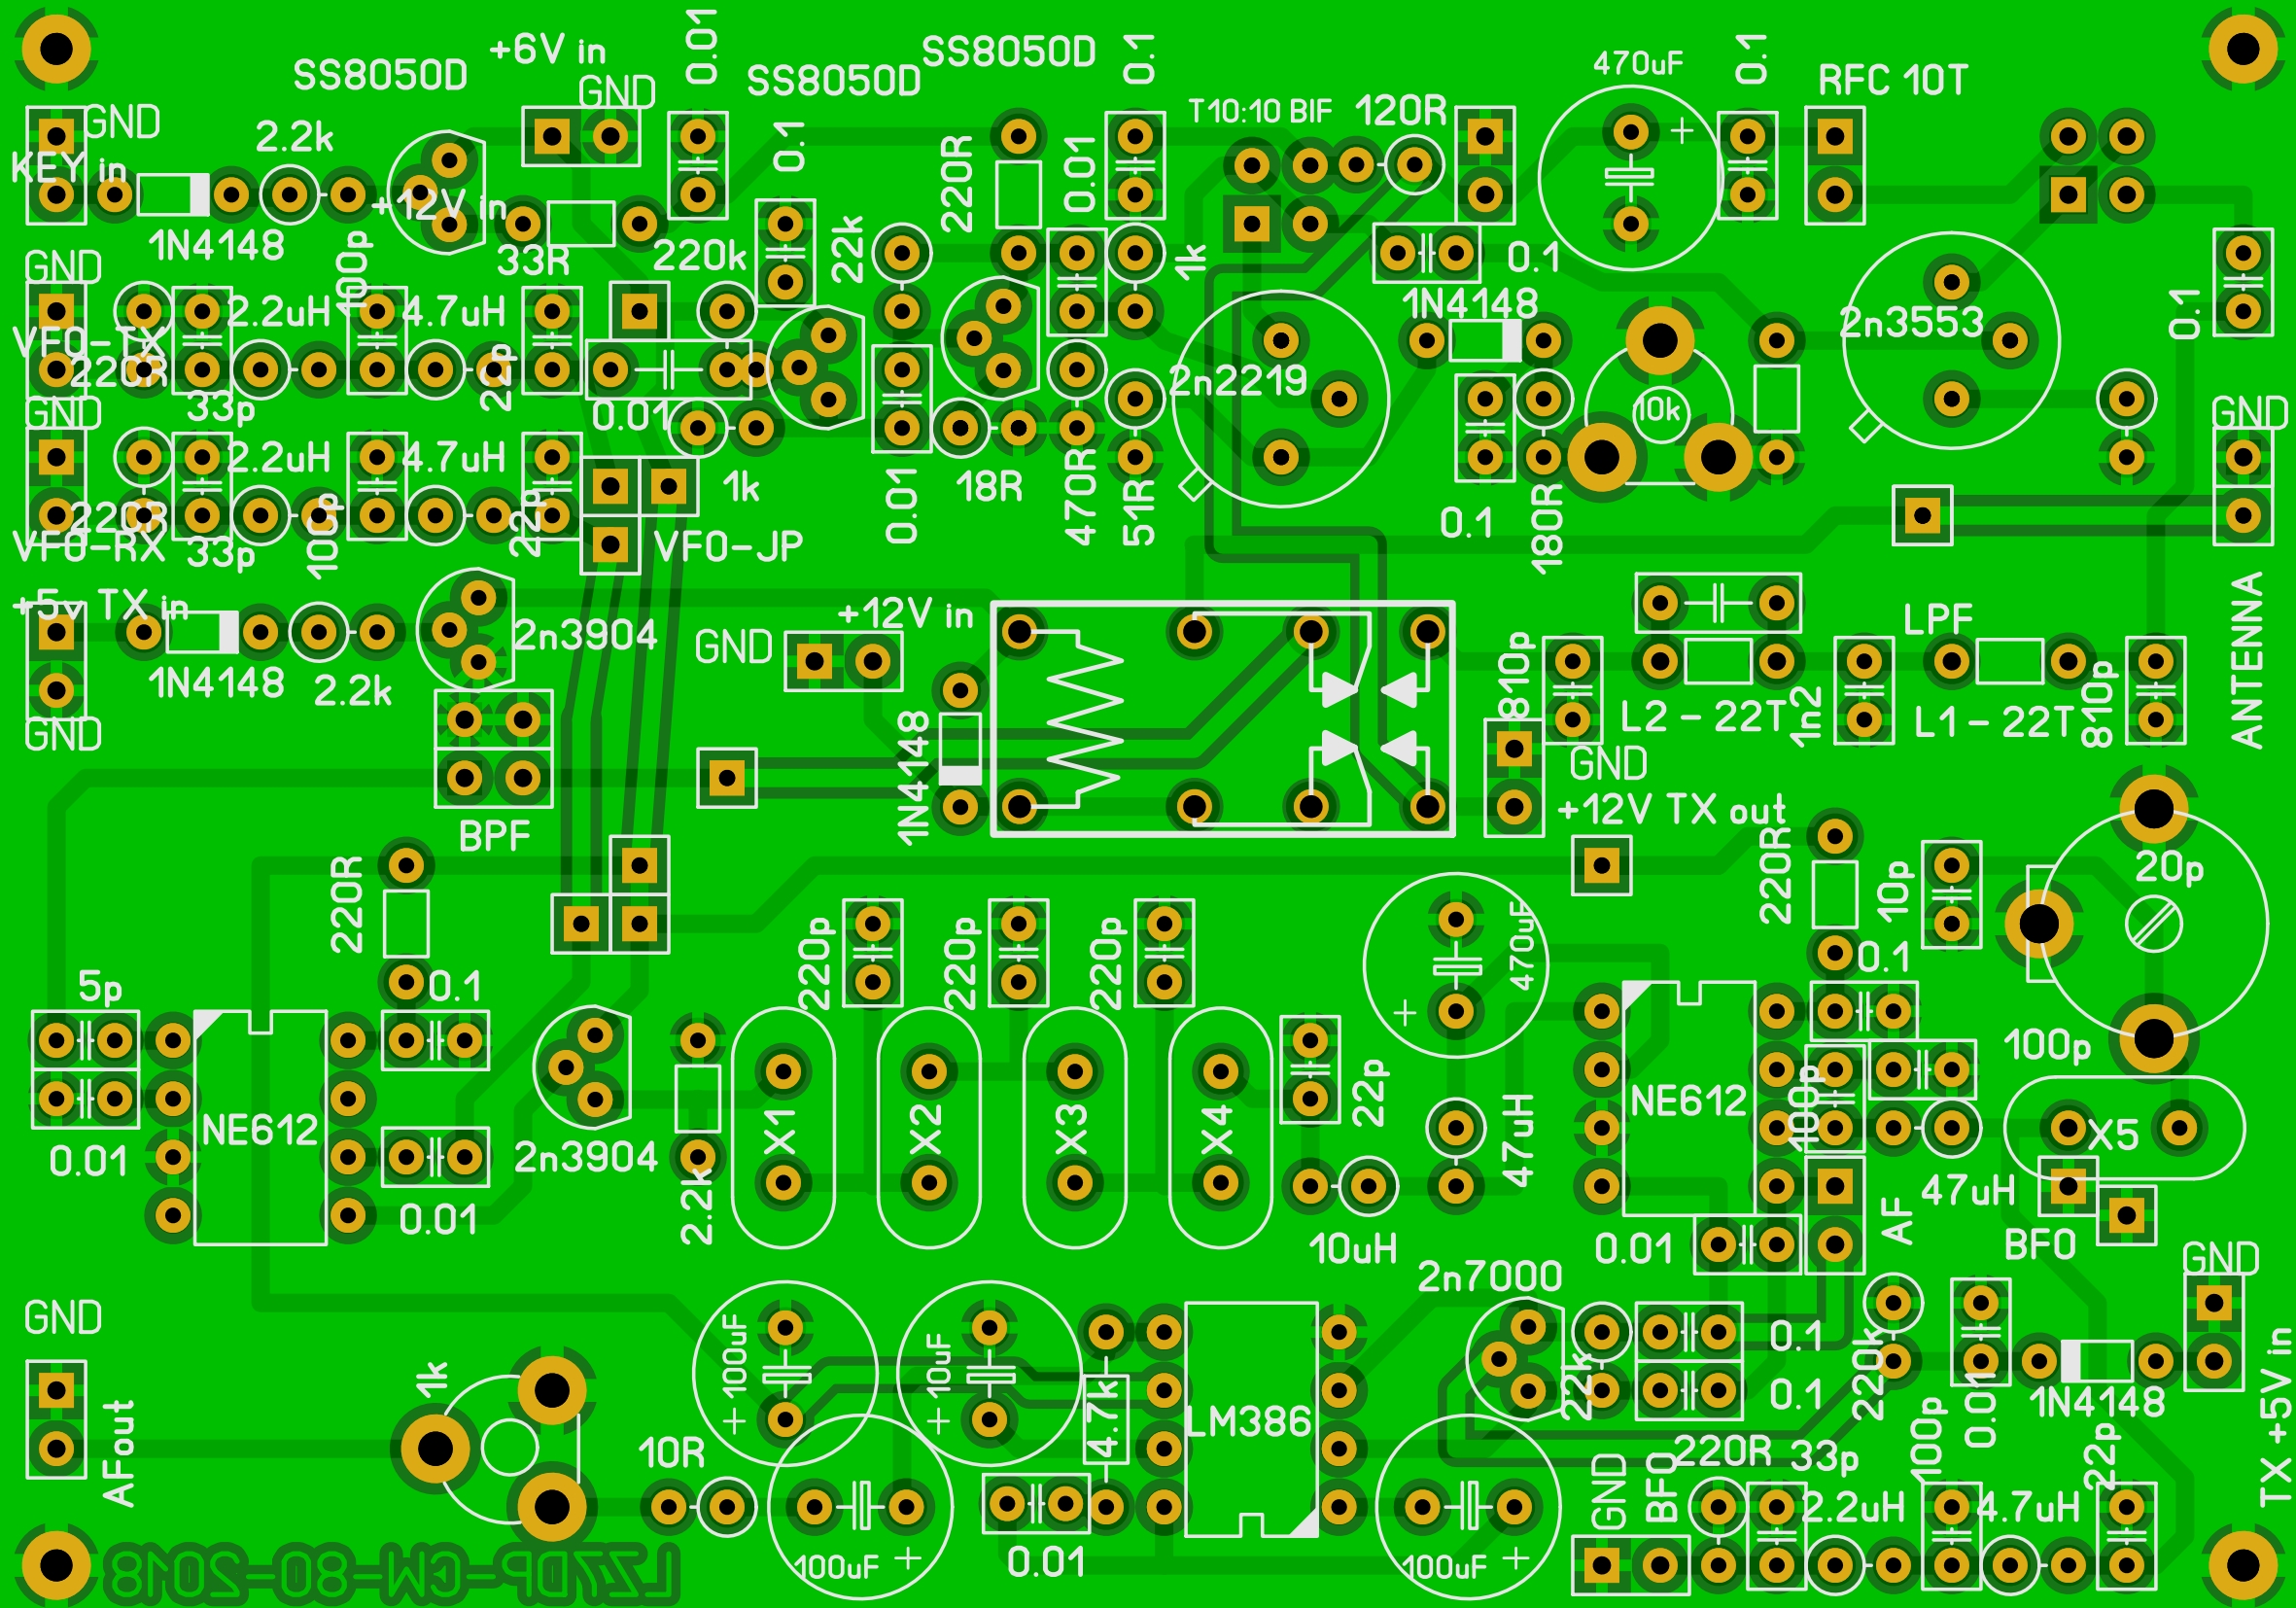 SS8050D
+6V in
GND
0.01
SS8050D
SS8050D
0.1
470uF
0.1
RFC 10T
GND
KEY in
2.2k
+12V in
0.1
220R
0.01
T10:10 BIF
120R
1N4148
33R
100p
220k
22k
1k
0.1
GND
2.2uH
4.7uH
1N4148
2n3553
0.1
VFO-TX
220R
33p
22p
0.01
2n2219
10k
GND
GND
2.2uH
4.7uH
1k
0.01
18R
470R
51R
0.1
180R
220R
VFO-RX
33p
100p
22p
VFO-JP
+5v TX in
1N4148
2.2k
2n3904
GND
GND
+12V in
1N4148
810p
LPF
L2 - 22T
1n2
L1 - 22T
810p
ANTENNA
GND
+12V TX out
BPF
220R
220R
10p
20p
220p
220p
220p
470uF
+
0.1
5p
0.1
100p
NE612
0.01
2n3904
2.2k
X1
X2
X3
X4
22p
47uH
NE612
100p
X5
0.01
10uH
0.01
AF
47uH
BFO
GND
GND
2n7000
1k
100uF
+
10uF
+
4.7k
LM386
22k
0.1
0.1
220k
0.01
1N4148
TX +5V in
AFout
10R
100uF
+
0.01
100uF
+
GND
BFO
220R
33p
100p
22p
2.2uH
4.7uH
LZ7DP-CW-80-2018